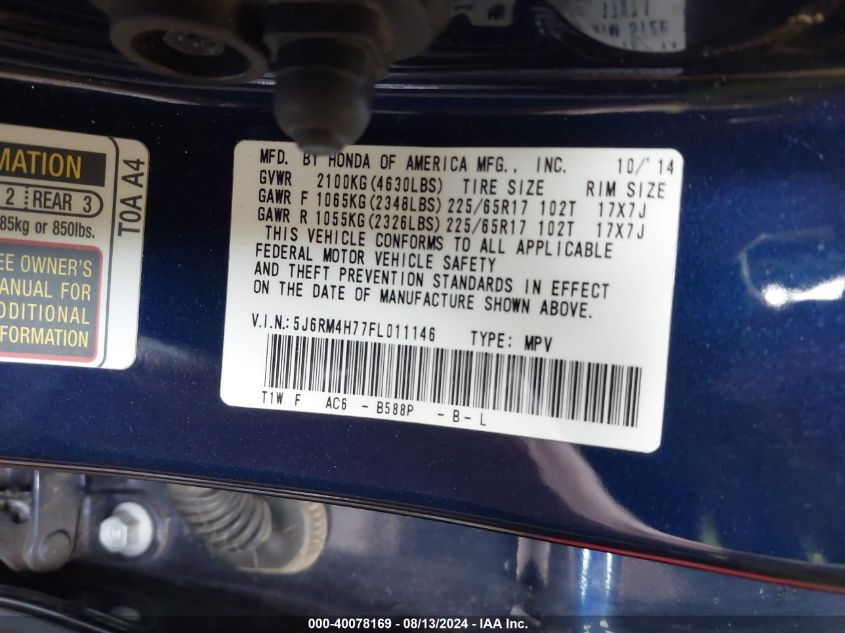 MATION
2 REAR 3
85kg or 850lbs.
EE OWNER'S
ANUAL FOR
DDITIONAL
FORMATION
T0A A4
MFD. BY HONDA OF AMERICA MFG., INC. 10/'14
GVWR 2100KG(4630LBS) TIRE SIZE RIM SIZE
GAWR F 1065KG(2348LBS) 225/65R17 102T 17X7J
GAWR R 1055KG(2326LBS) 225/65R17 102T 17X7J
THIS VEHICLE CONFORMS TO ALL APPLICABLE
FEDERAL MOTOR VEHICLE SAFETY
AND THEFT PREVENTION STANDARDS IN EFFECT
ON THE DATE OF MANUFACTURE SHOWN ABOVE.
V.I.N.: 5J6RM4H77FL011146 TYPE: MPV
T1W F AC6 - B588P - B - L
000-40078169 - 08/13/2024 - IAA Inc.